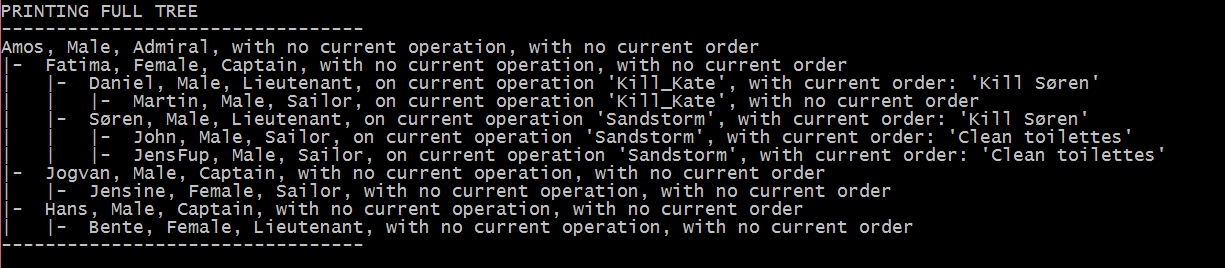 PRINTING FULL TREE
---------------------------------
Amos, Male, Admiral, with no current operation, with no current order
|-  Fatima, Female, Captain, with no current operation, with no current order
|   |-  Daniel, Male, Lieutenant, on current operation 'Kill_Kate', with current order: 'Kill Søren'
|   |   |-  Martin, Male, Sailor, on current operation 'Kill_Kate', with no current order
|   |-  Søren, Male, Lieutenant, on current operation 'Sandstorm', with current order: 'Kill Søren'
|   |   |-  John, Male, Sailor, on current operation 'Sandstorm', with current order: 'Clean toilettes'
|   |   |-  JensFup, Male, Sailor, on current operation 'Sandstorm', with current order: 'Clean toilettes'
|-  Jogvan, Male, Captain, with no current operation, with no current order
|   |-  Jensine, Female, Sailor, with no current operation, with no current order
|-  Hans, Male, Captain, with no current operation, with no current order
|   |-  Bente, Female, Lieutenant, with no current operation, with no current order
---------------------------------